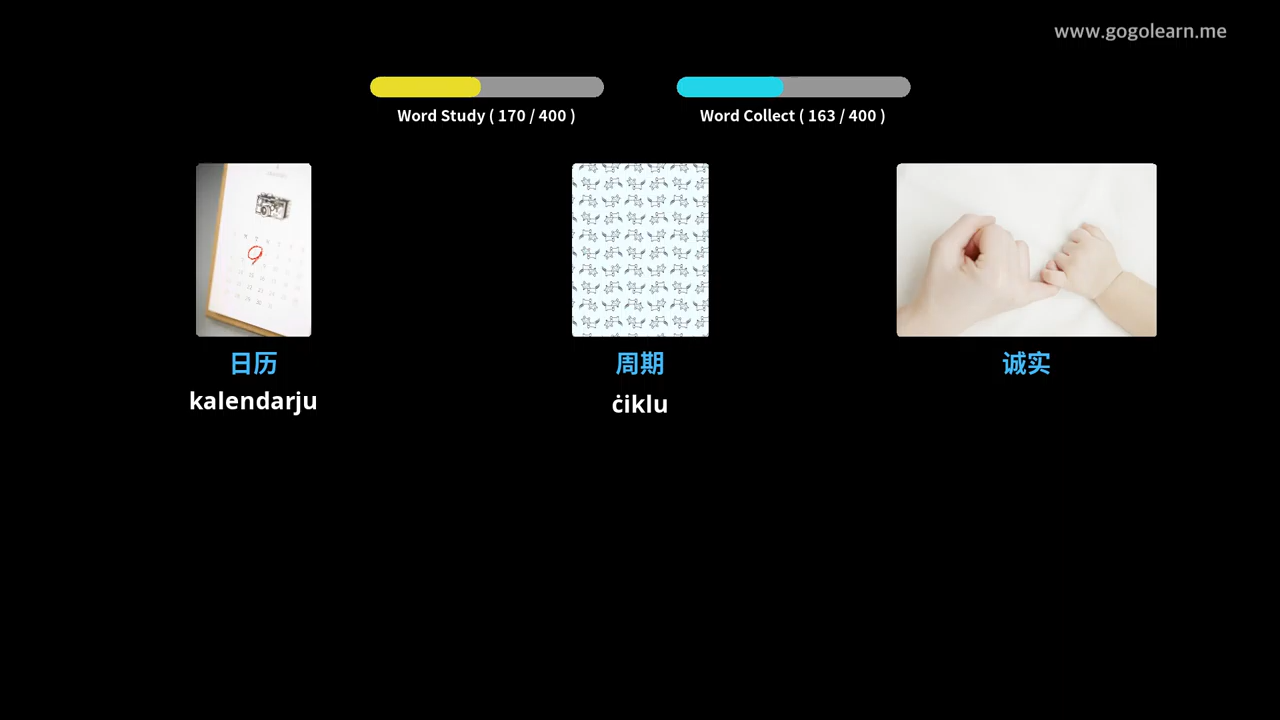 www.gogolearn.me
Word Study ( 170 / 400 )
Word Collect ( 163 / 400 )
日历
周期
诚实
kalendarju
ċiklu